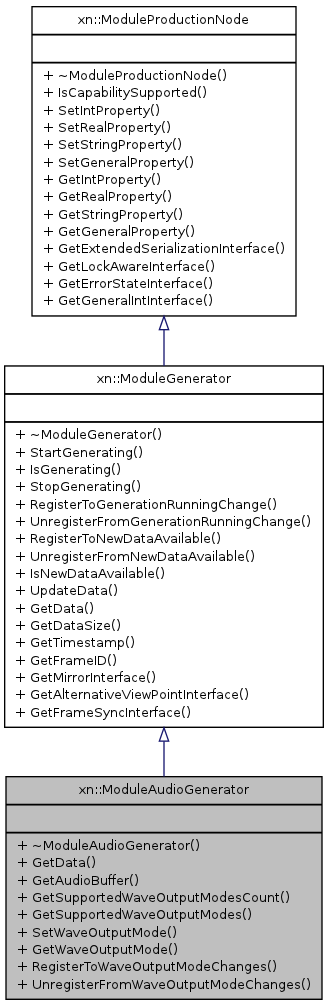 xn::ModuleProductionNode
+ ~ModuleProductionNode()
+ IsCapabilitySupported()
+ SetIntProperty()
+ SetRealProperty()
+ SetStringProperty()
+ SetGeneralProperty()
+ GetIntProperty()
+ GetRealProperty()
+ GetStringProperty()
+ GetGeneralProperty()
+ GetExtendedSerializationInterface()
+ GetLockAwareInterface()
+ GetErrorStateInterface()
+ GetGeneralIntInterface()
xn::ModuleGenerator
+ ~ModuleGenerator()
+ StartGenerating()
+ IsGenerating()
+ StopGenerating()
+ RegisterToGenerationRunningChange()
+ UnregisterFromGenerationRunningChange()
+ RegisterToNewDataAvailable()
+ UnregisterFromNewDataAvailable()
+ IsNewDataAvailable()
+ UpdateData()
+ GetData()
+ GetDataSize()
+ GetTimestamp()
+ GetFrameID()
+ GetMirrorInterface()
+ GetAlternativeViewPointInterface()
+ GetFrameSyncInterface()
xn::ModuleAudioGenerator
+ ~ModuleAudioGenerator()
+ GetData()
+ GetAudioBuffer()
+ GetSupportedWaveOutputModesCount()
+ GetSupportedWaveOutputModes()
+ SetWaveOutputMode()
+ GetWaveOutputMode()
+ RegisterToWaveOutputModeChanges()
+ UnregisterFromWaveOutputModeChanges()